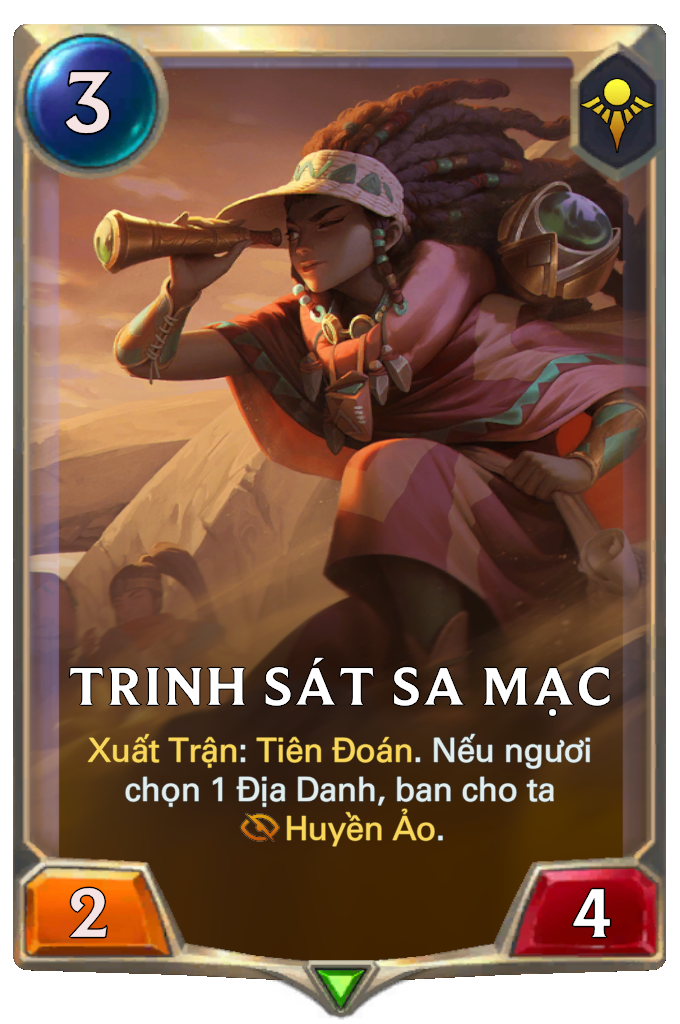 3
TRINH SÁT SA MẠC
Xuất Trận: Tiên Đoán. Nếu ngươi
chọn 1 Địa Danh, ban cho ta
Huyền Ảo.
2
4